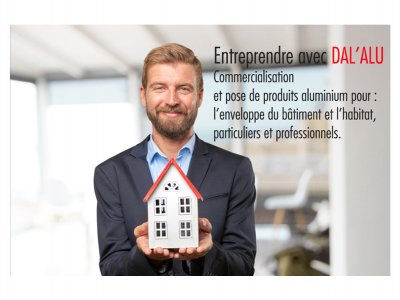 Entreprendre avec DAL'ALU
Commercialisation
et pose de produits aluminium pour :
l'enveloppe du bâtiment et l'habitat,
particuliers et professionnels.